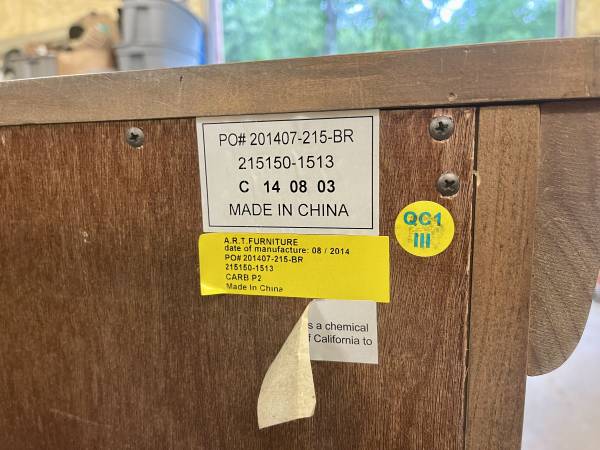 PO# 201407-215-BR
215150-1513
C 14 08 03
MADE IN CHINA
QC1
III
A.R.T.FURNITURE
date of manufacture: 08 / 2014
PO# 201407-215-BR
215150-1513
CARB P2
Made In China
s a chemical
f California to